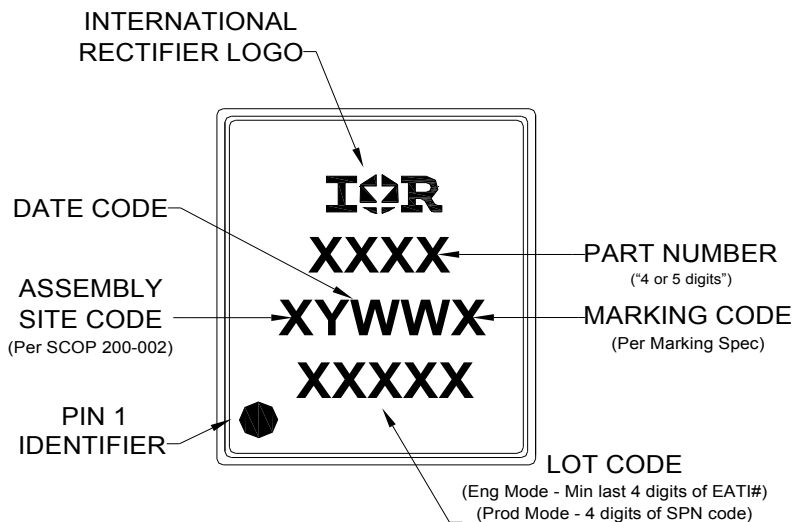 INTERNATIONAL
RECTIFIER LOGO
IOR
DATE CODE
XXXX
PART NUMBER
(“4 or 5 digits”)
ASSEMBLY
SITE CODE
(Per SCOP 200-002)
XYWWX
MARKING CODE
(Per Marking Spec)
XXXXX
PIN 1
IDENTIFIER
LOT CODE
(Eng Mode - Min last 4 digits of EATI#)
(Prod Mode - 4 digits of SPN code)